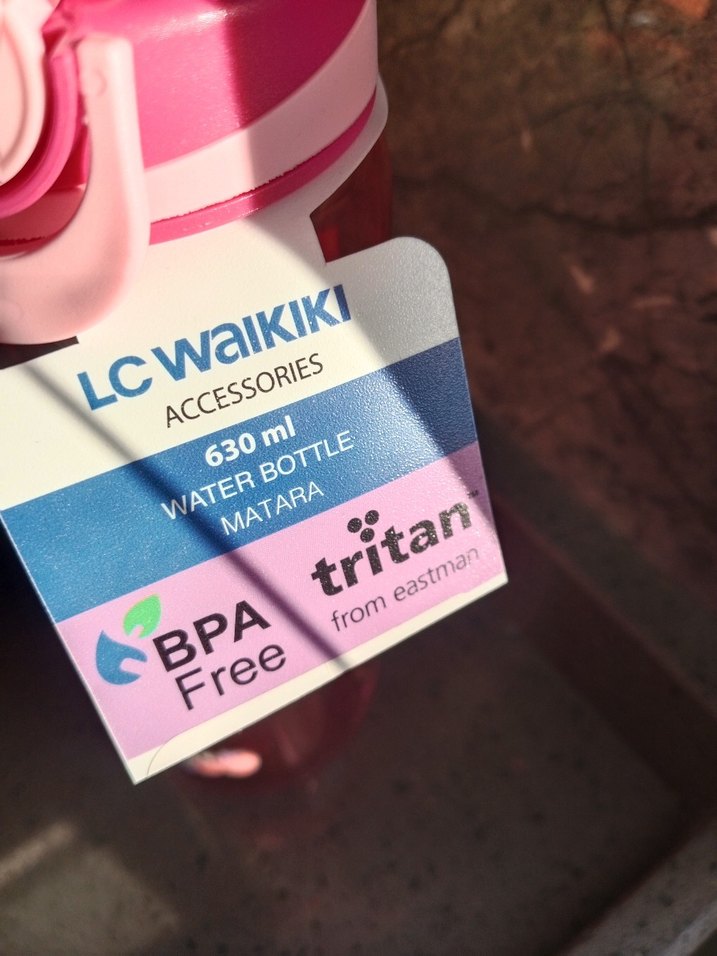 LC WAIKIKI
ACCESSORIES
630 ml
WATER BOTTLE
MATARA
tritan™
from eastman
BPA
Free